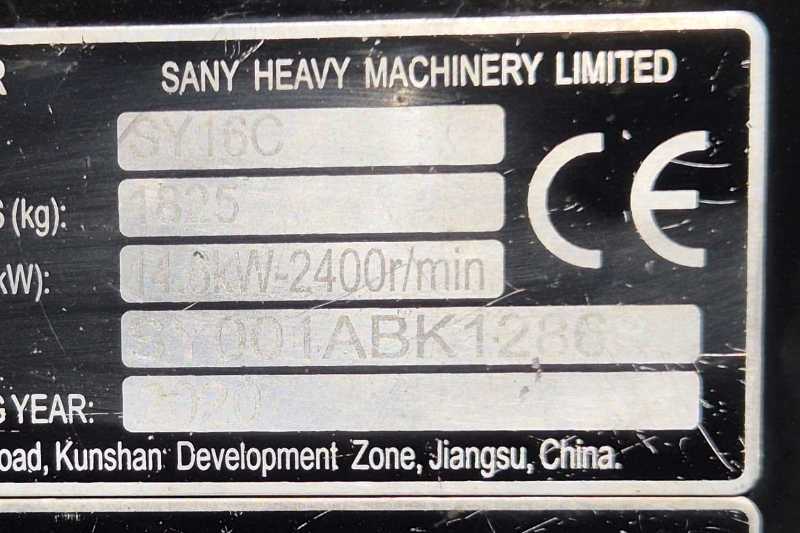 SANY HEAVY MACHINERY LIMITED
SY16C
CE
(kg): 1825
kW): 14.6kW-2400r/min
YEAR: 2020
oad, Kunshan Development Zone, Jiangsu, China.